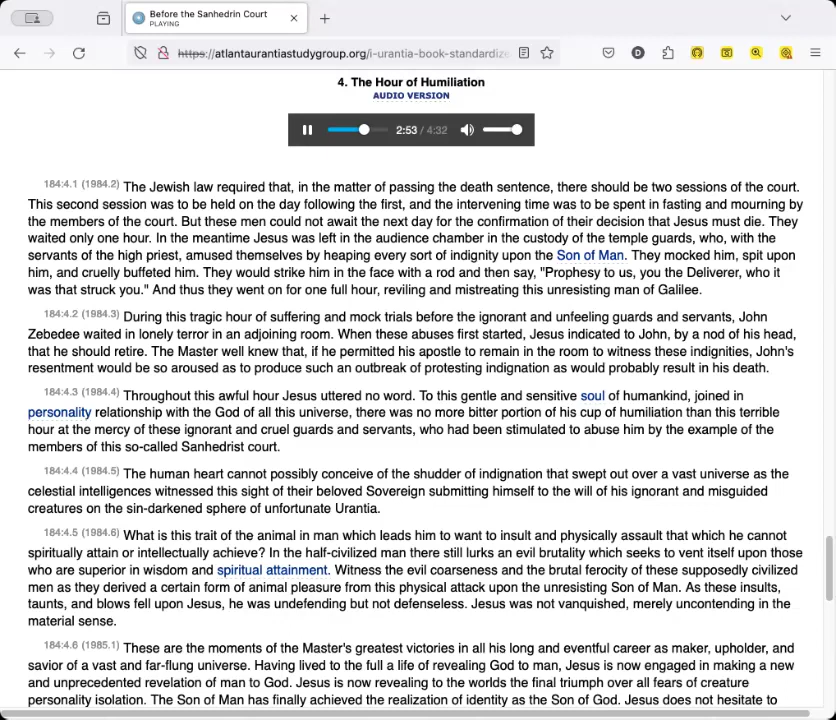 Before the Sanhedrin Court
PLAYING
https://atlantaurantiastudygroup.org/i-urantia-book-standardize
4. The Hour of Humiliation
AUDIO VERSION
2:53 / 4:32
184:4.1 (1984.2) The Jewish law required that, in the matter of passing the death sentence, there should be two sessions of the court.
This second session was to be held on the day following the first, and the intervening time was to be spent in fasting and mourning by
the members of the court. But these men could not await the next day for the confirmation of their decision that Jesus must die. They
waited only one hour. In the meantime Jesus was left in the audience chamber in the custody of the temple guards, who, with the
servants of the high priest, amused themselves by heaping every sort of indignity upon the Son of Man. They mocked him, spit upon
him, and cruelly buffeted him. They would strike him in the face with a rod and then say, "Prophesy to us, you the Deliverer, who it
was that struck you." And thus they went on for one full hour, reviling and mistreating this unresisting man of Galilee.
184:4.2 (1984.3) During this tragic hour of suffering and mock trials before the ignorant and unfeeling guards and servants, John
Zebedee waited in lonely terror in an adjoining room. When these abuses first started, Jesus indicated to John, by a nod of his head,
that he should retire. The Master well knew that, if he permitted his apostle to remain in the room to witness these indignities, John's
resentment would be so aroused as to produce such an outbreak of protesting indignation as would probably result in his death.
184:4.3 (1984.4) Throughout this awful hour Jesus uttered no word. To this gentle and sensitive soul of humankind, joined in
personality relationship with the God of all this universe, there was no more bitter portion of his cup of humiliation than this terrible
hour at the mercy of these ignorant and cruel guards and servants, who had been stimulated to abuse him by the example of the
members of this so-called Sanhedrist court.
184:4.4 (1984.5) The human heart cannot possibly conceive of the shudder of indignation that swept out over a vast universe as the
celestial intelligences witnessed this sight of their beloved Sovereign submitting himself to the will of his ignorant and misguided
creatures on the sin-darkened sphere of unfortunate Urantia.
184:4.5 (1984.6) What is this trait of the animal in man which leads him to want to insult and physically assault that which he cannot
spiritually attain or intellectually achieve? In the half-civilized man there still lurks an evil brutality which seeks to vent itself upon those
who are superior in wisdom and spiritual attainment. Witness the evil coarseness and the brutal ferocity of these supposedly civilized
men as they derived a certain form of animal pleasure from this physical attack upon the unresisting Son of Man. As these insults,
taunts, and blows fell upon Jesus, he was undefending but not defenseless. Jesus was not vanquished, merely uncontending in the
material sense.
184:4.6 (1985.1) These are the moments of the Master's greatest victories in all his long and eventful career as maker, upholder, and
savior of a vast and far-flung universe. Having lived to the full a life of revealing God to man, Jesus is now engaged in making a new
and unprecedented revelation of man to God. Jesus is now revealing to the worlds the final triumph over all fears of creature
personality isolation. The Son of Man has finally achieved the realization of identity as the Son of God. Jesus does not hesitate to